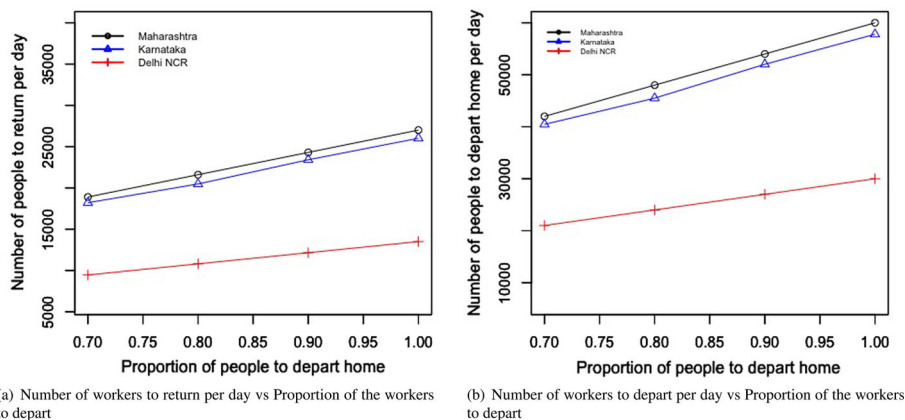 Number of people to return per day
35000
25000
15000
5000
Maharashtra
Karnataka
Delhi NCR
0.70 0.75 0.80 0.85 0.90 0.95 1.00
Proportion of people to depart home
(a) Number of workers to return per day vs Proportion of the workers
to depart
Number of people to depart home per day
50000
30000
10000
Maharashtra
Karnataka
Delhi NCR
0.70 0.75 0.80 0.85 0.90 0.95 1.00
Proportion of people to depart home
(b) Number of workers to depart per day vs Proportion of the workers
to depart